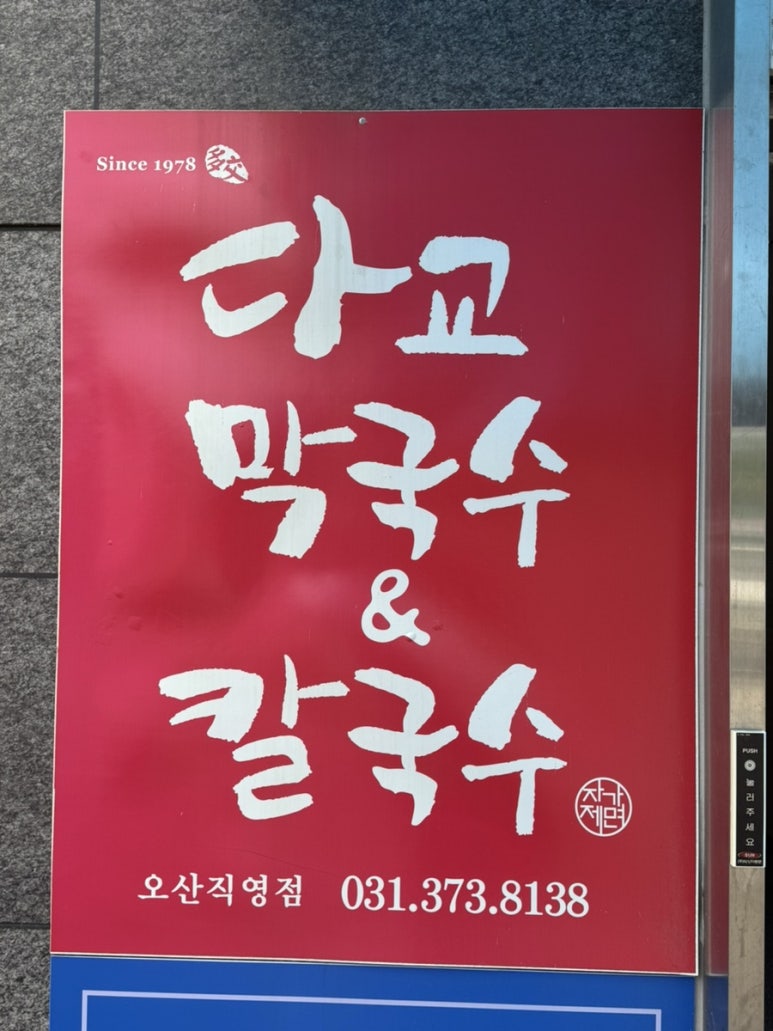 Since 1978
다교
막국수
&
칼국수
자가
제면
오산직영점 031.373.8138
PUSH
눌러주세요